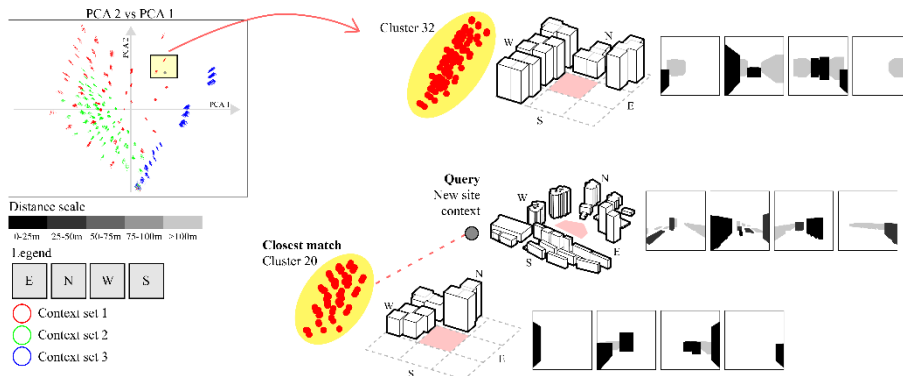 PCA 2 vs PCA 1
PCA 2
PCA 1
Cluster 32
W
N
S
E
Distance scale
0-25m 25-50m 50-75m 75-100m >100m
Legend
E N W S
Context set 1
Context set 2
Context set 3
Query
New site
context
W
N
S
E
Closest match
Cluster 20
W
N
S
E